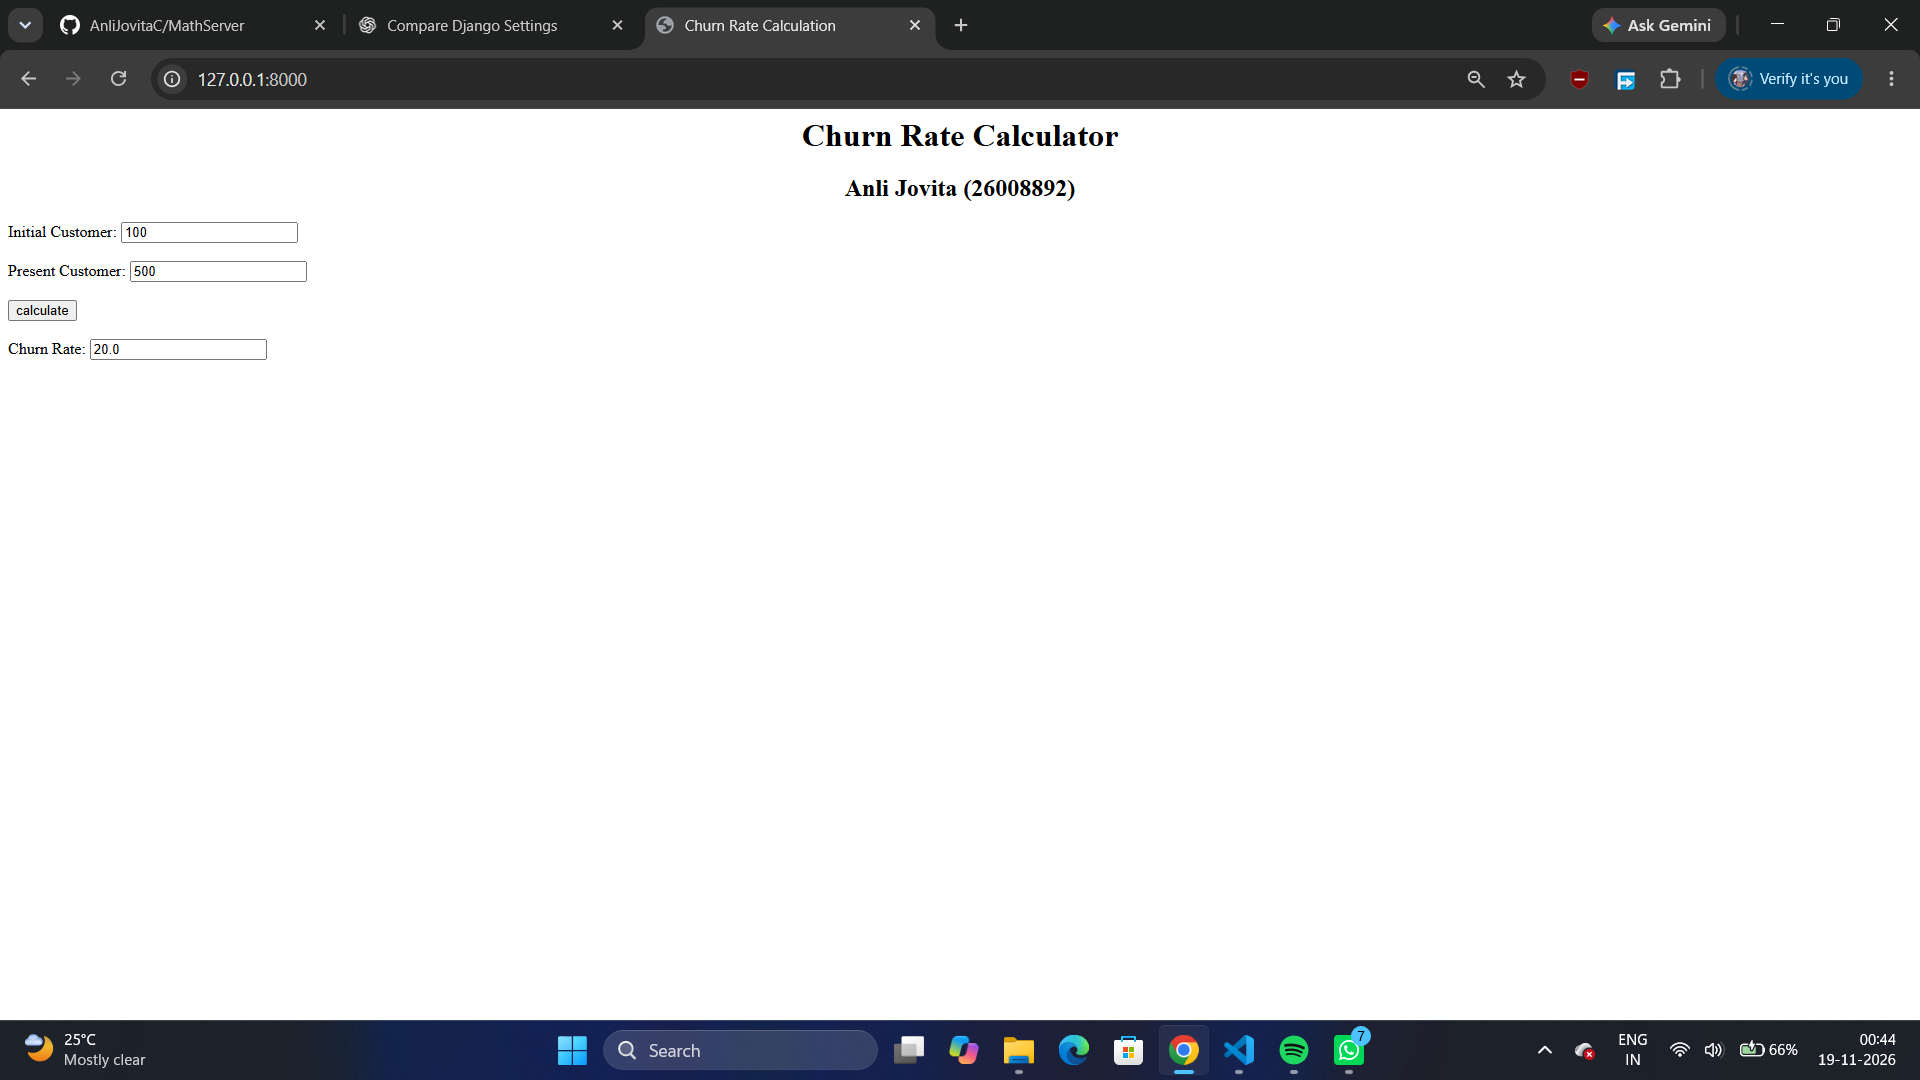 AnliJovitaC/MathServer
Compare Django Settings
Churn Rate Calculation
Ask Gemini
127.0.0.1:8000
Verify it's you
Churn Rate Calculator
Anli Jovita (26008892)
Initial Customer: 100
Present Customer: 500
calculate
Churn Rate: 20.0
25°C
Mostly clear
Search
7
ENG
IN
66%
00:44
19-11-2026